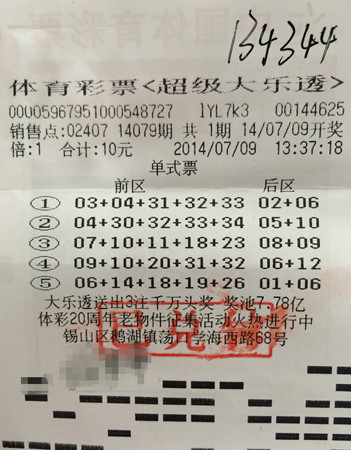 134344
体育彩票<超级大乐透>
00005967951000548727 lYL7k3 00144625
销售点:02407 14079期 共1期 14/07/09开奖
倍:1 合计:10元 2014/07/09 13:37:18
单式票
前区 后区
① 03+04+31+32+33 02+06
② 04+30+32+33+34 05+10
③ 07+10+11+18+23 08+09
④ 09+10+20+31+32 06+12
⑤ 06+14+18+19+26 01+06
大乐透送出3注千万头奖 奖池7.78亿
体彩20周年老物件征集活动火热进行中
锡山区鹅湖镇荡口学海西路68号
已兑